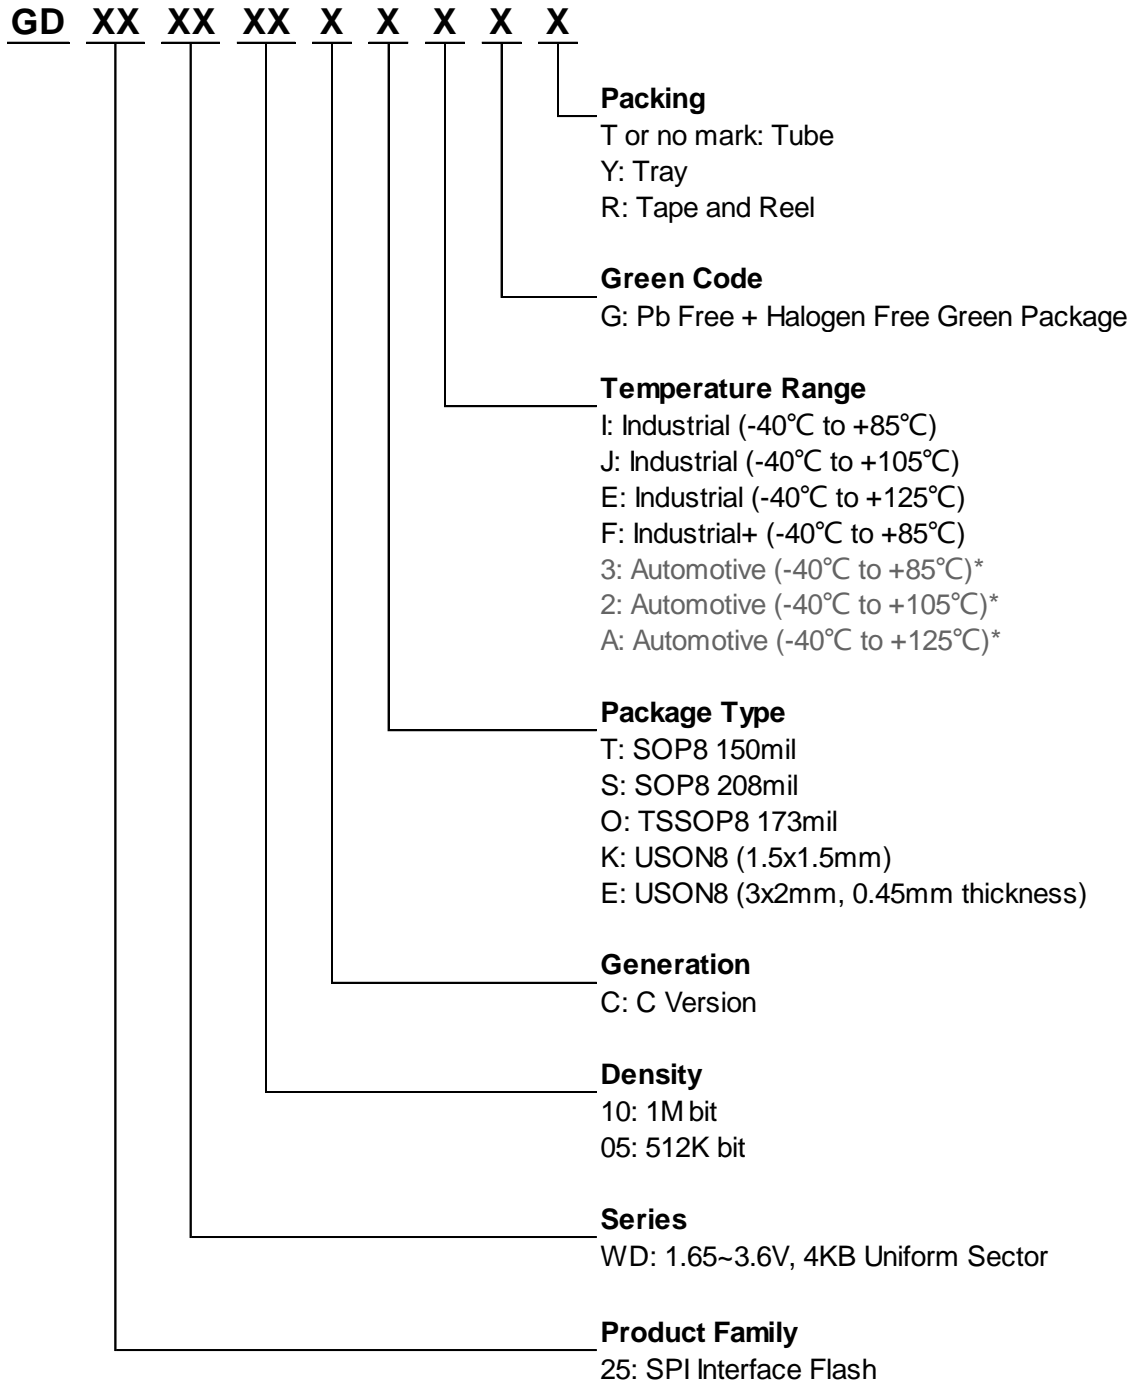 GD XX XX XX X X X X X
Packing
T or no mark: Tube
Y: Tray
R: Tape and Reel
Green Code
G: Pb Free + Halogen Free Green Package
Temperature Range
I: Industrial (-40℃ to +85℃)
J: Industrial (-40℃ to +105℃)
E: Industrial (-40℃ to +125℃)
F: Industrial+ (-40℃ to +85℃)
3: Automotive (-40℃ to +85℃)*
2: Automotive (-40℃ to +105℃)*
A: Automotive (-40℃ to +125℃)*
Package Type
T: SOP8 150mil
S: SOP8 208mil
O: TSSOP8 173mil
K: USON8 (1.5x1.5mm)
E: USON8 (3x2mm, 0.45mm thickness)
Generation
C: C Version
Density
10: 1M bit
05: 512K bit
Series
WD: 1.65~3.6V, 4KB Uniform Sector
Product Family
25: SPI Interface Flash